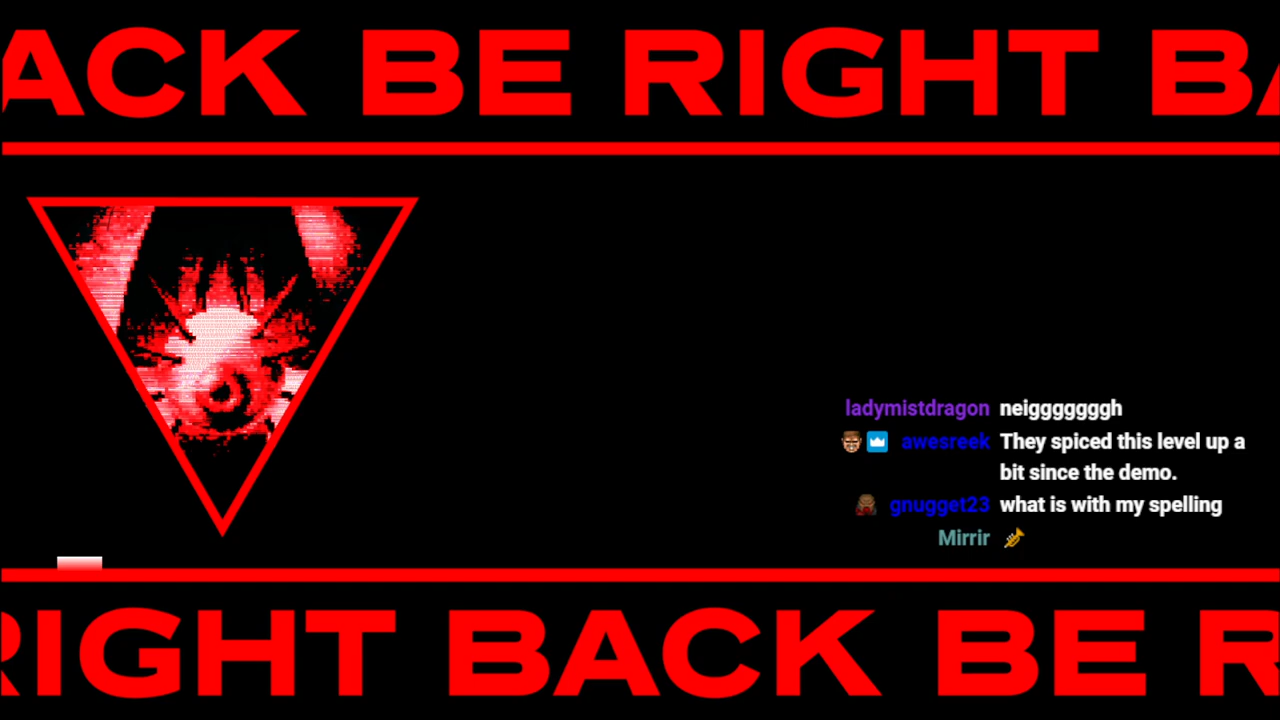 ACK BE RIGHT BA
ladymistdragon neigggggggh
awesreek They spiced this level up a
bit since the demo.
gnugget23 what is with my spelling
Mirrir
RIGHT BACK BE R